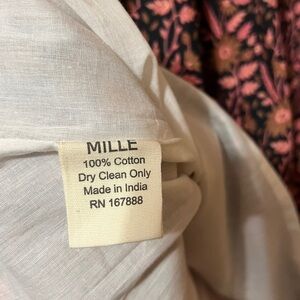 MILLE
100% Cotton
Dry Clean Only
Made in India
RN 167888